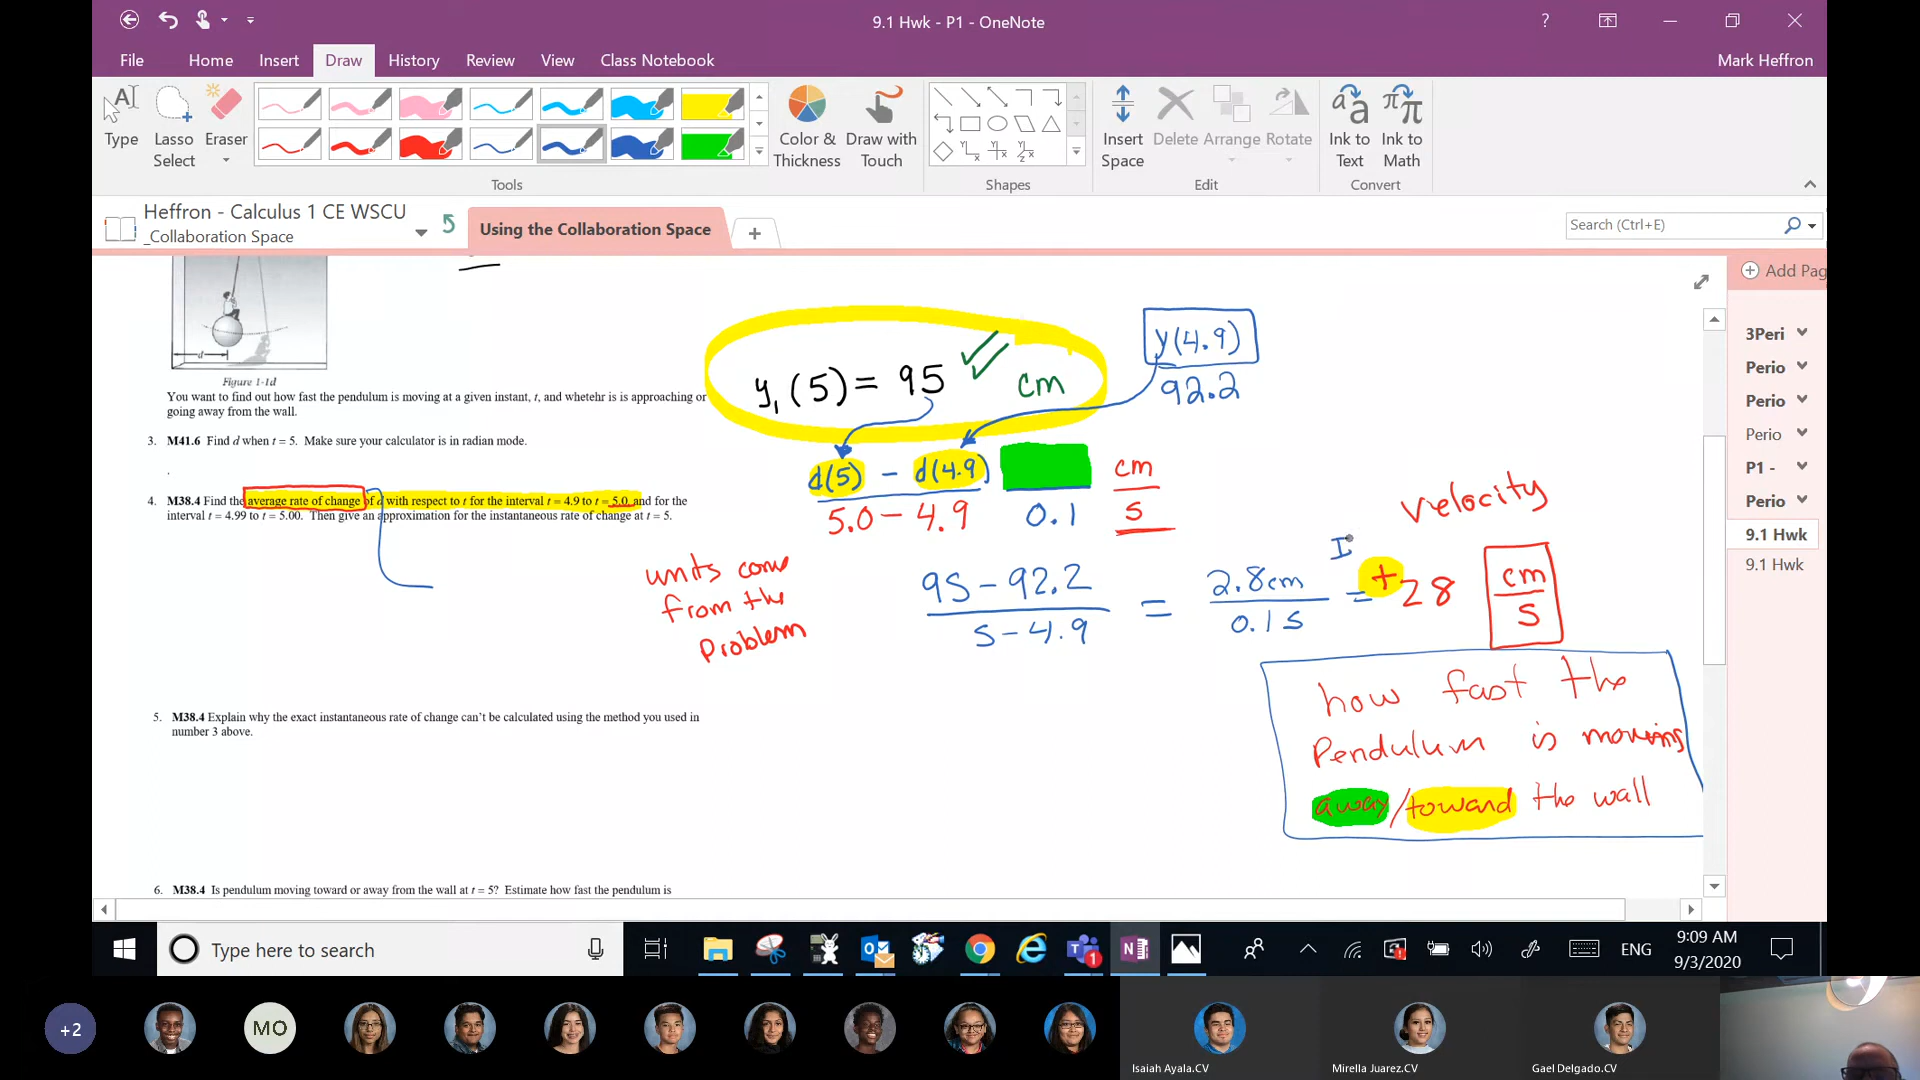 9.1 Hwk - P1 - OneNote
?
File Home Insert Draw History Review View Class Notebook
Mark Heffron
Type
Lasso Select
Eraser
Color & Thickness
Draw with Touch
Insert Space
Delete
Arrange
Rotate
Ink to Text
Ink to Math
Tools
Shapes
Edit
Convert
Heffron - Calculus 1 CE WSCU
_Collaboration Space
Using the Collaboration Space
Search (Ctrl+E)
Add Pag
3Peri
Perio
Perio
Perio
P1 -
Perio
9.1 Hwk
9.1 Hwk
d
Figure 1-1d
You want to find out how fast the pendulum is moving at a given instant, t, and whetehr is is approaching or
going away from the wall.
3. M41.6 Find d when t = 5. Make sure your calculator is in radian mode.
.
4. M38.4 Find the average rate of change of d with respect to t for the interval t = 4.9 to t = 5.0 and for the
interval t = 4.99 to t = 5.00. Then give an approximation for the instantaneous rate of change at t = 5.
5. M38.4 Explain why the exact instantaneous rate of change can't be calculated using the method you used in
number 3 above.
6. M38.4 Is pendulum moving toward or away from the wall at t = 5? Estimate how fast the pendulum is
y₁(5) = 95 cm
y(4.9)
92.2
d(5) - d(4.9)
5.0 - 4.9
0.1
cm
s
velocity
units come
from the
problem
95 - 92.2
5 - 4.9
=
2.8cm
0.1s
= +28
cm
s
how fast the
Pendulum is moving
away/toward the wall
Type here to search
ENG
9:09 AM
9/3/2020
+2
MO
Isaiah Ayala.CV
Mirella Juarez.CV
Gael Delgado.CV